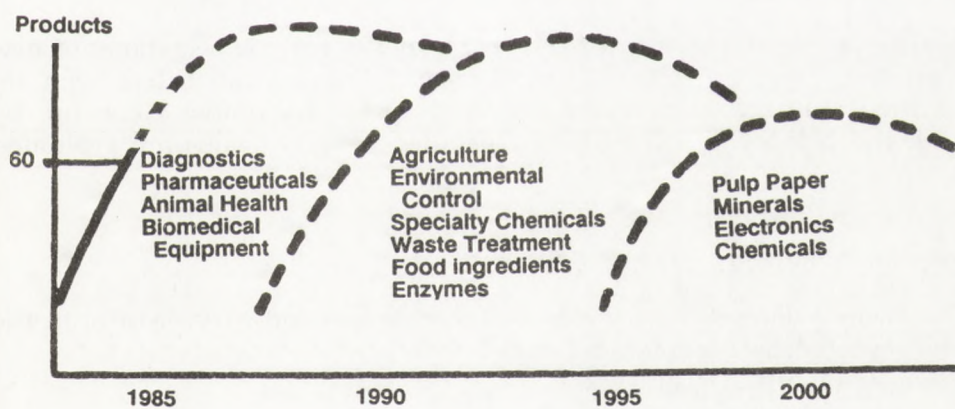 Products
60
Diagnostics
Pharmaceuticals
Animal Health
Biomedical
Equipment
Agriculture
Environmental
Control
Specialty Chemicals
Waste Treatment
Food ingredients
Enzymes
Pulp Paper
Minerals
Electronics
Chemicals
1985 1990 1995 2000